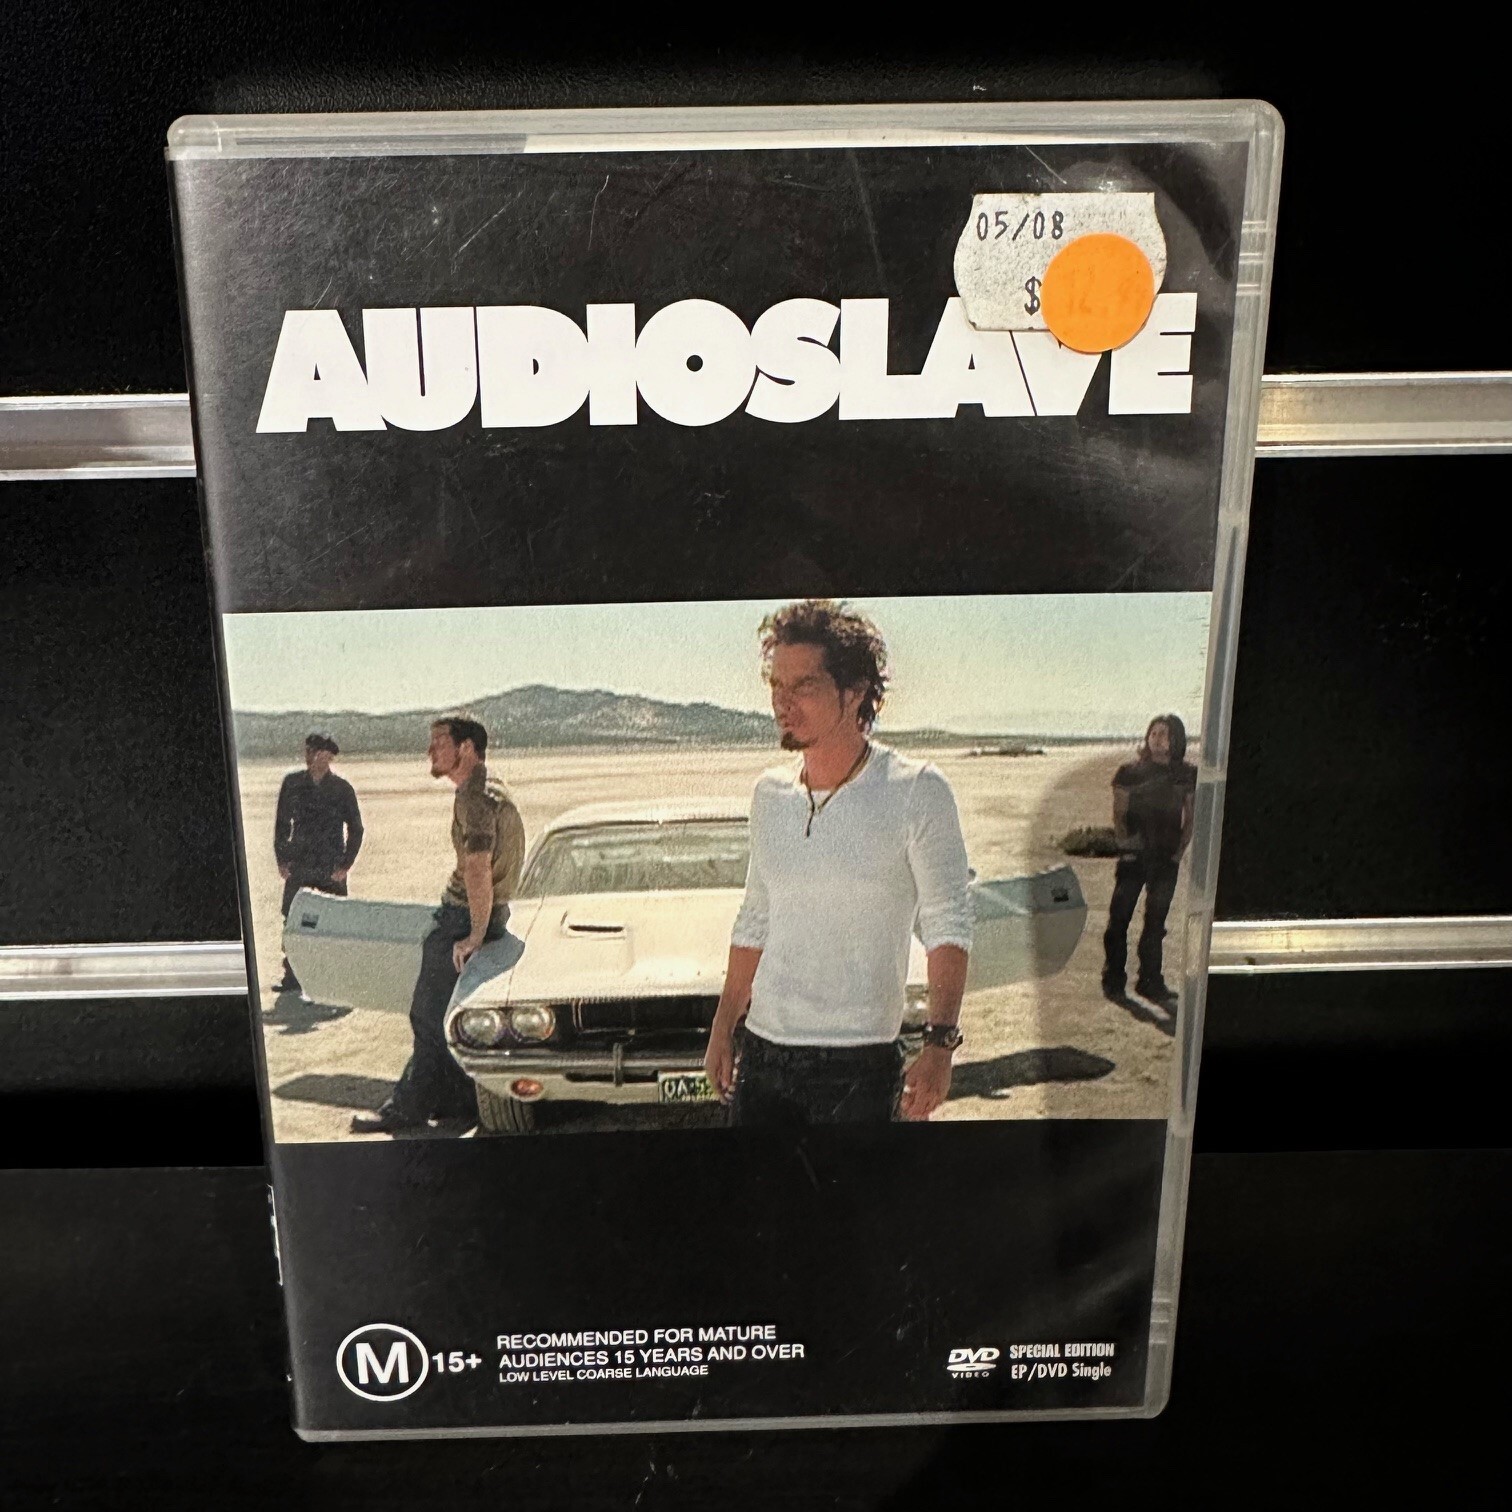 05/08
$
AUDIOSLAVE
M 15+
RECOMMENDED FOR MATURE
AUDIENCES 15 YEARS AND OVER
LOW LEVEL COARSE LANGUAGE
DVD
VIDEO
SPECIAL EDITION
EP/DVD Single